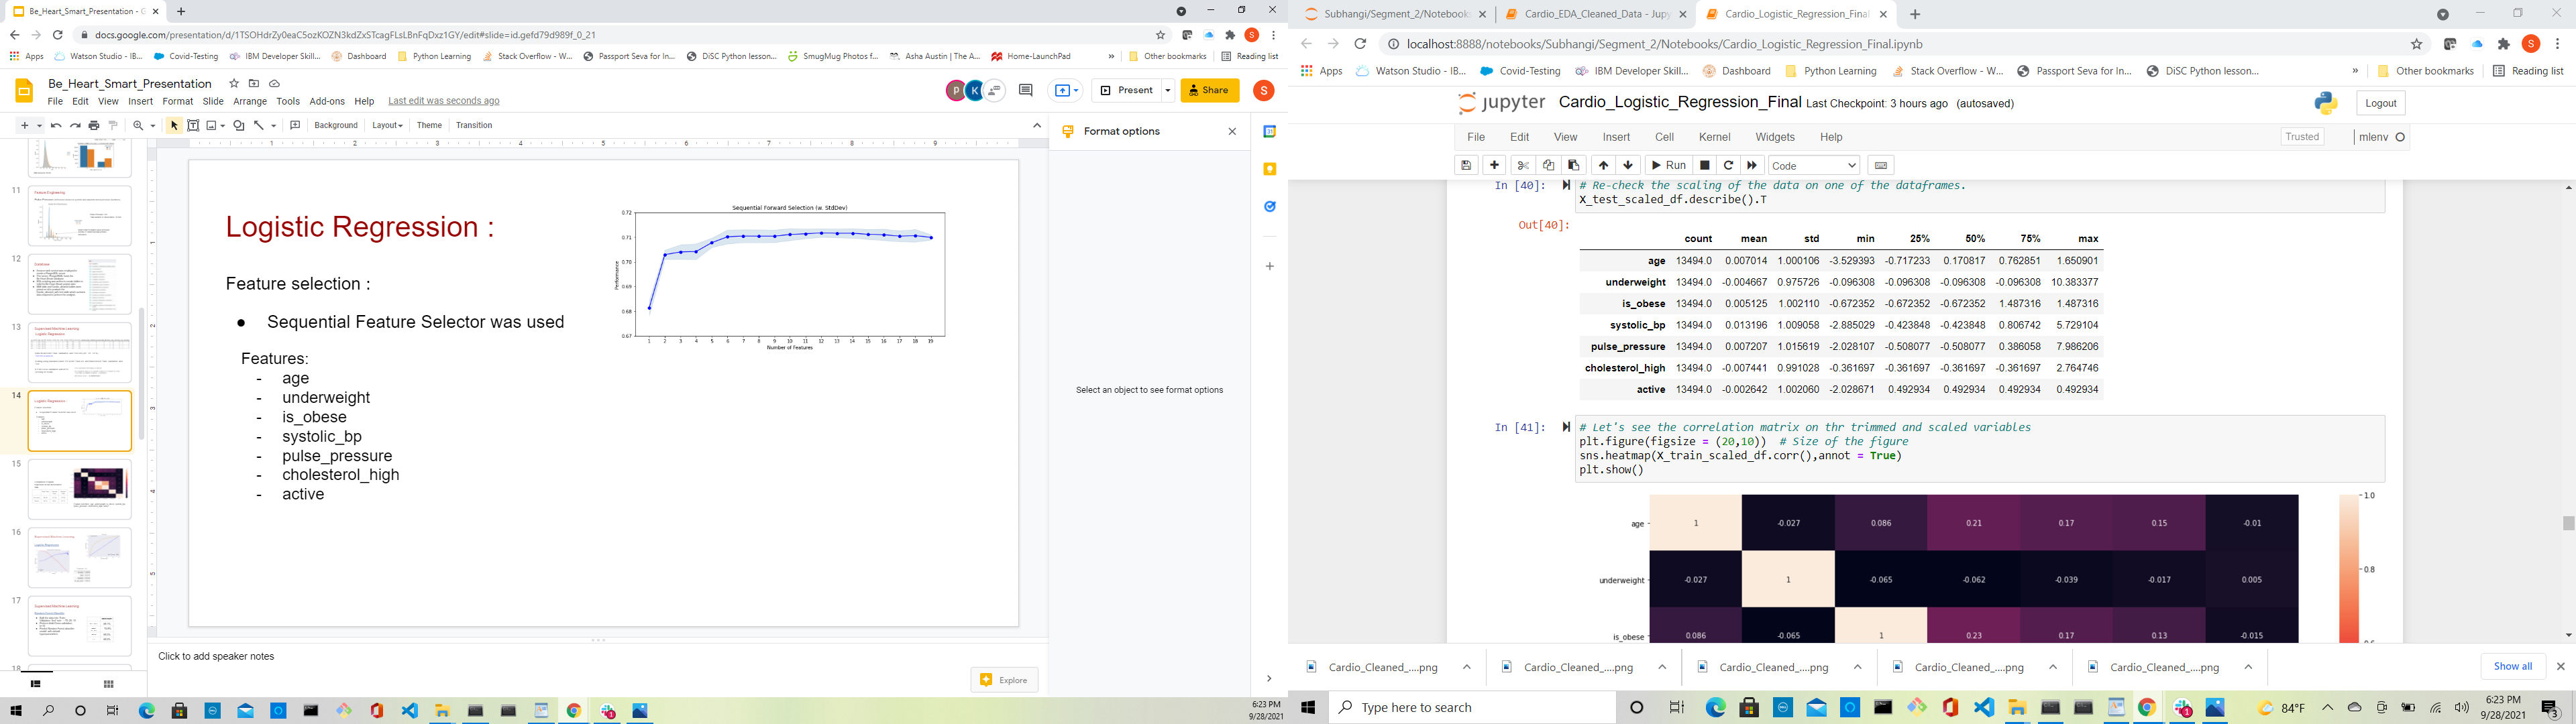 Be_Heart_Smart_Presentation - G
docs.google.com/presentation/d/1TSOHdrZy0eaC5ozKOZN3kdZxSTcagFLsLBnFqDxz1GY/edit#slide=id.gefd79d989f_0_21
Apps
Watson Studio - IB...
Covid-Testing
IBM Developer Skill...
Dashboard
Python Learning
Stack Overflow - W...
Passport Seva for In...
DiSC Python lesson...
SmugMug Photos f...
Asha Austin | The A...
Home-LaunchPad
Other bookmarks
Reading list
Be_Heart_Smart_Presentation
File Edit View Insert Format Slide Arrange Tools Add-ons Help Last edit was seconds ago
Present
Share
Background Layout Theme Transition
Format options
Select an object to see format options
11
12
13
14
15
16
17
18
Logistic Regression :
Feature selection :
● Sequential Feature Selector was used
Features:
- age
- underweight
- is_obese
- systolic_bp
- pulse_pressure
- cholesterol_high
- active
Sequential Forward Selection (w. StdDev)
Performance
0.72
0.71
0.70
0.69
0.68
0.67
1 2 3 4 5 6 7 8 9 10 11 12 13 14 15 16 17 18 19
Number of Features
Click to add speaker notes
Explore
6:23 PM
9/28/2021
Subhangi/Segment_2/Notebook
Cardio_EDA_Cleaned_Data - Jupy
Cardio_Logistic_Regression_Final
localhost:8888/notebooks/Subhangi/Segment_2/Notebooks/Cardio_Logistic_Regression_Final.ipynb
Apps
Watson Studio - IB...
Covid-Testing
IBM Developer Skill...
Dashboard
Python Learning
Stack Overflow - W...
Passport Seva for In...
DiSC Python lesson...
Other bookmarks
Reading list
jupyter Cardio_Logistic_Regression_Final Last Checkpoint: 3 hours ago (autosaved)
Logout
File Edit View Insert Cell Kernel Widgets Help
Trusted
mlenv
Run
Code
In [40]:
# Re-check the scaling of the data on one of the dataframes.
X_test_scaled_df.describe().T
Out[40]:
count mean std min 25% 50% 75% max
age 13494.0 0.007014 1.000106 -3.529393 -0.717233 0.170817 0.762851 1.650901
underweight 13494.0 -0.004667 0.975726 -0.096308 -0.096308 -0.096308 -0.096308 10.383377
is_obese 13494.0 0.005125 1.002110 -0.672352 -0.672352 -0.672352 1.487316 1.487316
systolic_bp 13494.0 0.013196 1.009058 -2.885029 -0.423848 -0.423848 0.806742 5.729104
pulse_pressure 13494.0 0.007207 1.015619 -2.028107 -0.508077 -0.508077 0.386058 7.986206
cholesterol_high 13494.0 -0.007441 0.991028 -0.361697 -0.361697 -0.361697 -0.361697 2.764746
active 13494.0 -0.002642 1.002060 -2.028671 0.492934 0.492934 0.492934 0.492934
In [41]:
# Let's see the correlation matrix on thr trimmed and scaled variables
plt.figure(figsize = (20,10)) # Size of the figure
sns.heatmap(X_train_scaled_df.corr(),annot = True)
plt.show()
age 1 -0.027 0.086 0.21 0.17 0.15 -0.01
underweight -0.027 1 -0.065 -0.062 -0.039 -0.017 0.005
is_obese 0.086 -0.065 1 0.23 0.17 0.13 -0.015
1.0
0.8
Cardio_Cleaned_....png
Cardio_Cleaned_....png
Cardio_Cleaned_....png
Cardio_Cleaned_....png
Cardio_Cleaned_....png
Show all
Type here to search
84°F
6:23 PM
9/28/2021